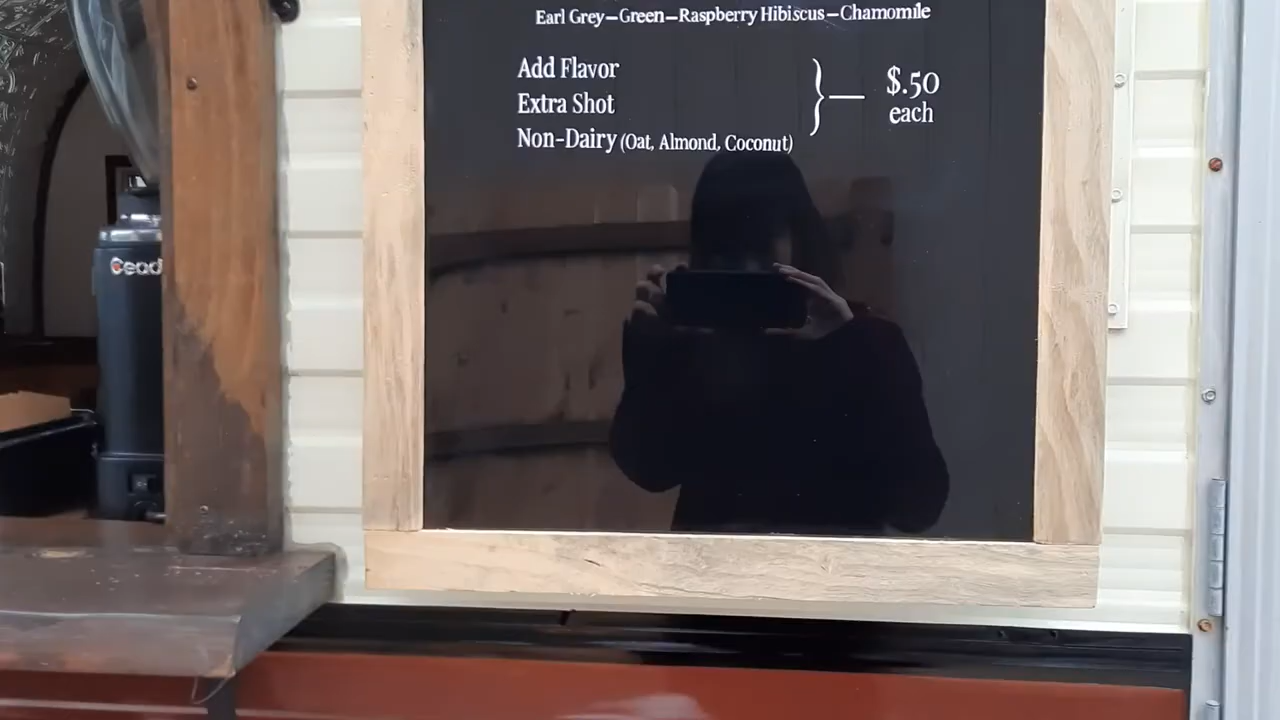 Earl Grey–Green–Raspberry Hibiscus–Chamomile
Add Flavor
Extra Shot
Non-Dairy (Oat, Almond, Coconut)
$.50
each